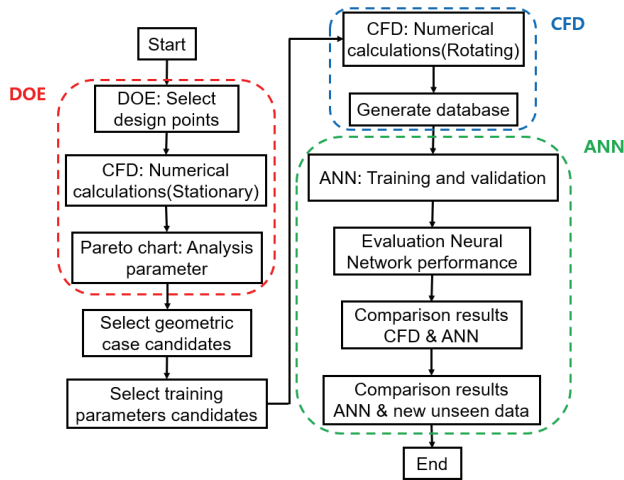 Start
DOE
DOE: Select
design points
CFD: Numerical
calculations(Stationary)
Pareto chart: Analysis
parameter
Select geometric
case candidates
Select training
parameters candidates
CFD
CFD: Numerical
calculations(Rotating)
Generate database
ANN
ANN: Training and validation
Evaluation Neural
Network performance
Comparison results
CFD & ANN
Comparison results
ANN & new unseen data
End